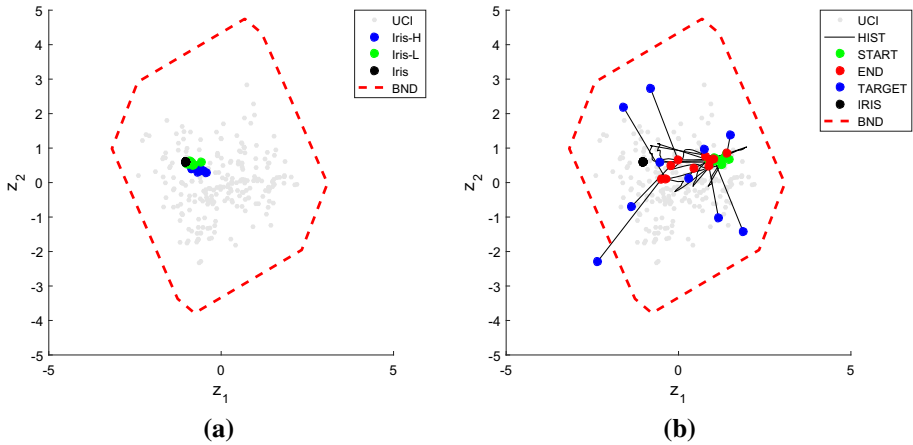 5
4
3
2
1
0
-1
-2
-3
-4
-5
-5
0
5
z2
z1
UCI
Iris-H
Iris-L
Iris
BND
(a)
5
4
3
2
1
0
-1
-2
-3
-4
-5
-5
0
5
z2
z1
UCI
HIST
START
END
TARGET
IRIS
BND
(b)